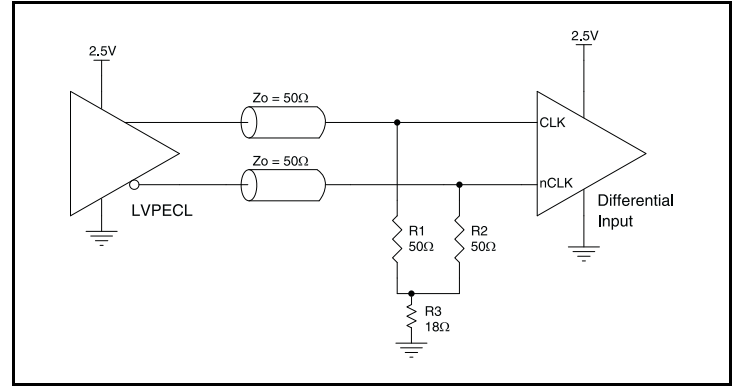 2.5V
2.5V
Zo = 50Ω
CLK
Zo = 50Ω
nCLK
LVPECL
Differential
Input
R1
50Ω
R2
50Ω
R3
18Ω